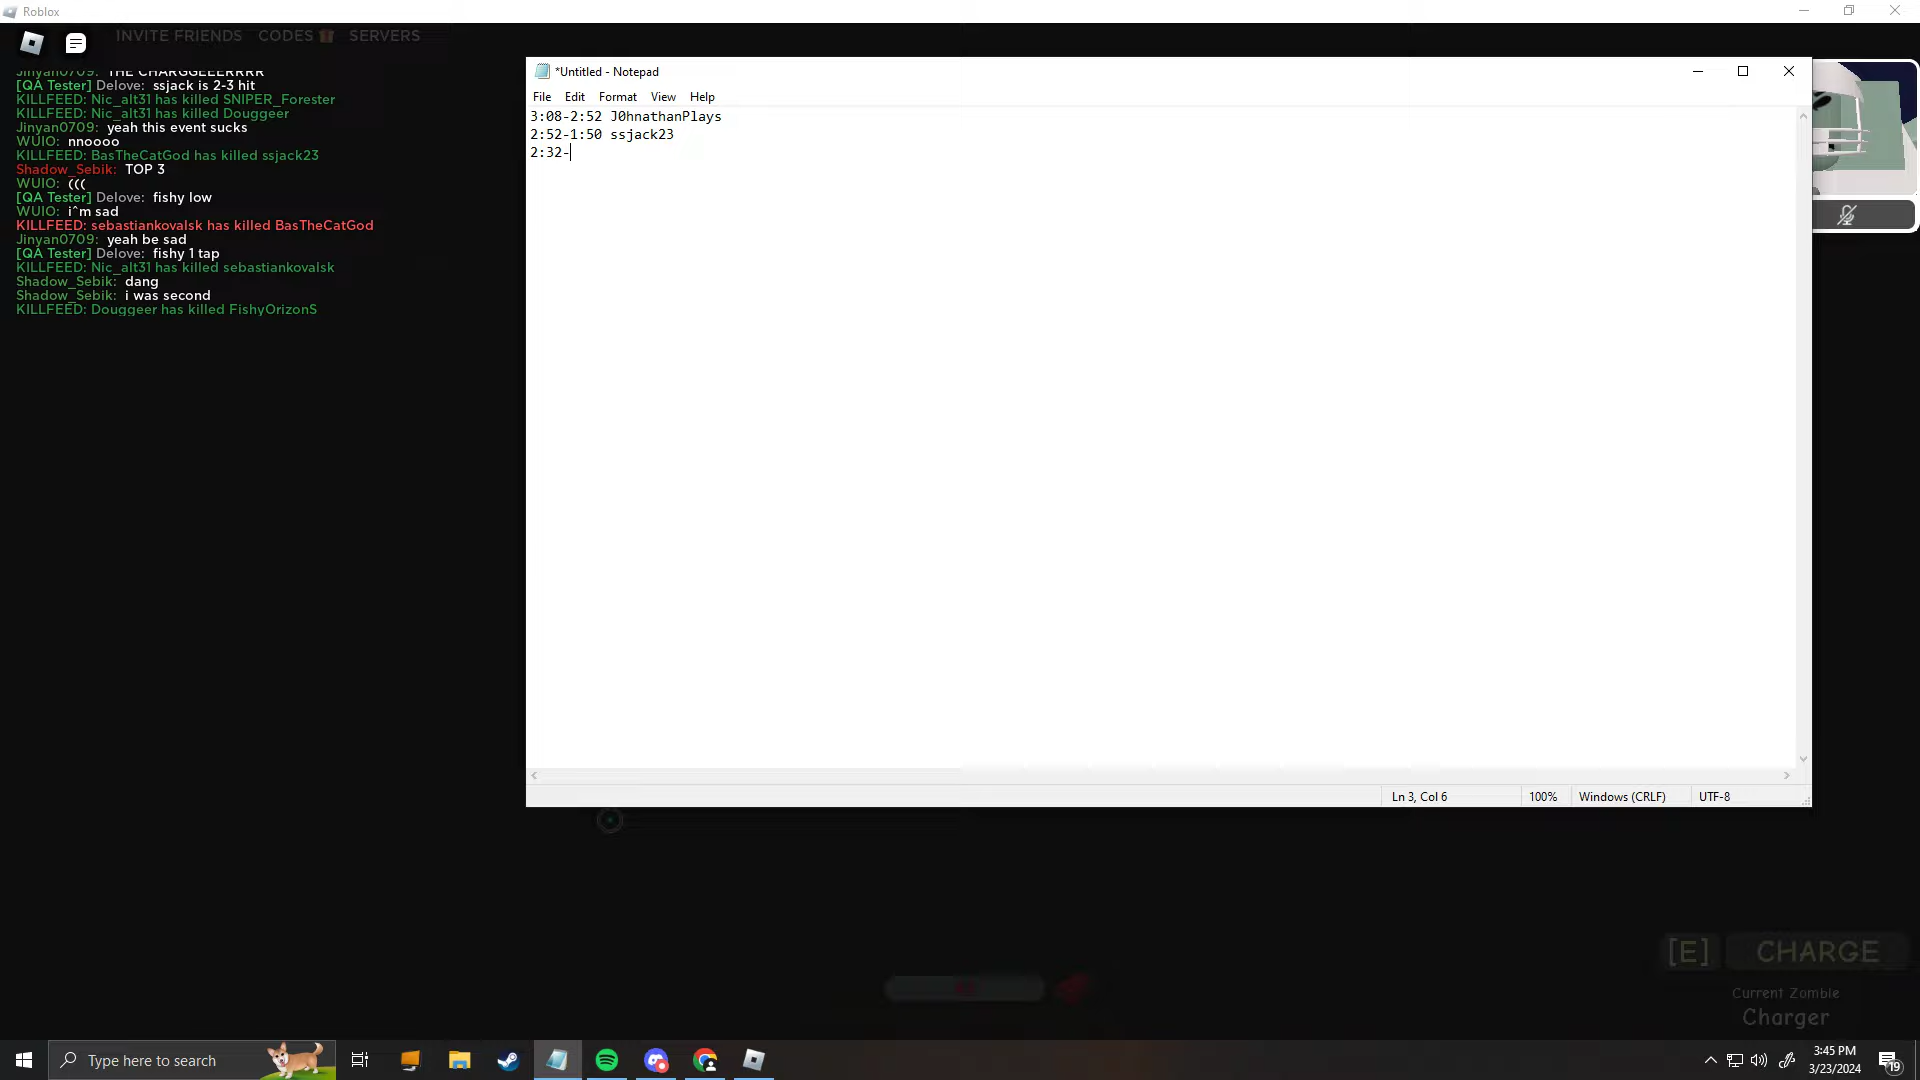 Roblox
INVITE FRIENDS CODES SERVERS
Jinyan0709: THE CHARGGEEERRRR
[QA Tester] Delove: ssjack is 2-3 hit
KILLFEED: Nic_alt31 has killed SNIPER_Forester
KILLFEED: Nic_alt31 has killed Douggeer
Jinyan0709: yeah this event sucks
WUIO: nnoooo
KILLFEED: BasTheCatGod has killed ssjack23
Shadow_Sebik: TOP 3
WUIO: (((
[QA Tester] Delove: fishy low
WUIO: i^m sad
KILLFEED: sebastiankovalsk has killed BasTheCatGod
Jinyan0709: yeah be sad
[QA Tester] Delove: fishy 1 tap
KILLFEED: Nic_alt31 has killed sebastiankovalsk
Shadow_Sebik: dang
Shadow_Sebik: i was second
KILLFEED: Douggeer has killed FishyOrizonS
*Untitled - Notepad
File Edit Format View Help
3:08-2:52 J0hnathanPlays
2:52-1:50 ssjack23
2:32-
Ln 3, Col 6 100% Windows (CRLF) UTF-8
[E] CHARGE
Current Zombie
Charger
Type here to search
3:45 PM
3/23/2024
19